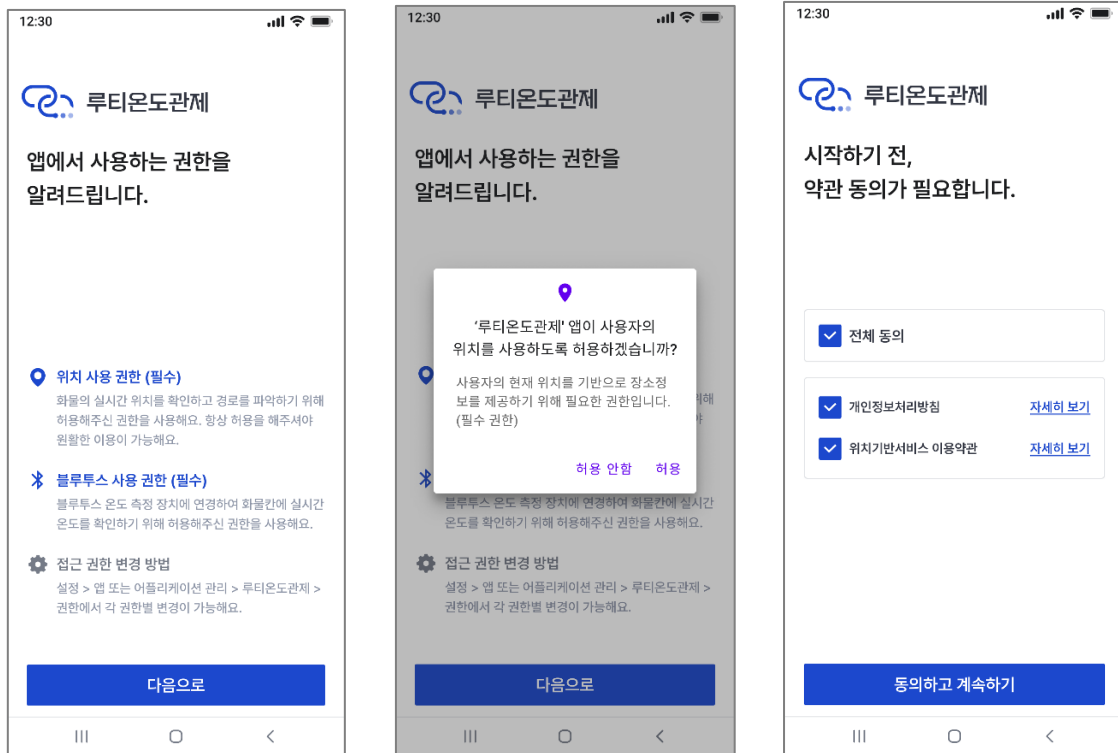 12:30
루티온도관제
앱에서 사용하는 권한을
알려드립니다.
위치 사용 권한 (필수)
화물의 실시간 위치를 확인하고 경로를 파악하기 위해
허용해주신 권한을 사용해요. 항상 허용을 해주셔야
원활한 이용이 가능해요.
블루투스 사용 권한 (필수)
블루투스 온도 측정 장치에 연경하여 화물칸에 실시간
온도를 확인하기 위해 허용해주신 권한을 사용해요.
접근 권한 변경 방법
설정 > 앱 또는 어플리케이션 관리 > 루티온도관제 >
권한에서 각 권한별 변경이 가능해요.
다음으로
12:30
루티온도관제
앱에서 사용하는 권한을
알려드립니다.
'루티온도관제' 앱이 사용자의
위치를 사용하도록 허용하겠습니까?
사용자의 현재 위치를 기반으로 장소정
보를 제공하기 위해 필요한 권한입니다.
(필수 권한)
허용 안함 허용
블루투스 온도 측정 장치에 연경하여 화물칸에 실시간
온도를 확인하기 위해 허용해주신 권한을 사용해요.
접근 권한 변경 방법
설정 > 앱 또는 어플리케이션 관리 > 루티온도관제 >
권한에서 각 권한별 변경이 가능해요.
다음으로
12:30
루티온도관제
시작하기 전,
약관 동의가 필요합니다.
전체 동의
개인정보처리방침 자세히 보기
위치기반서비스 이용약관 자세히 보기
동의하고 계속하기